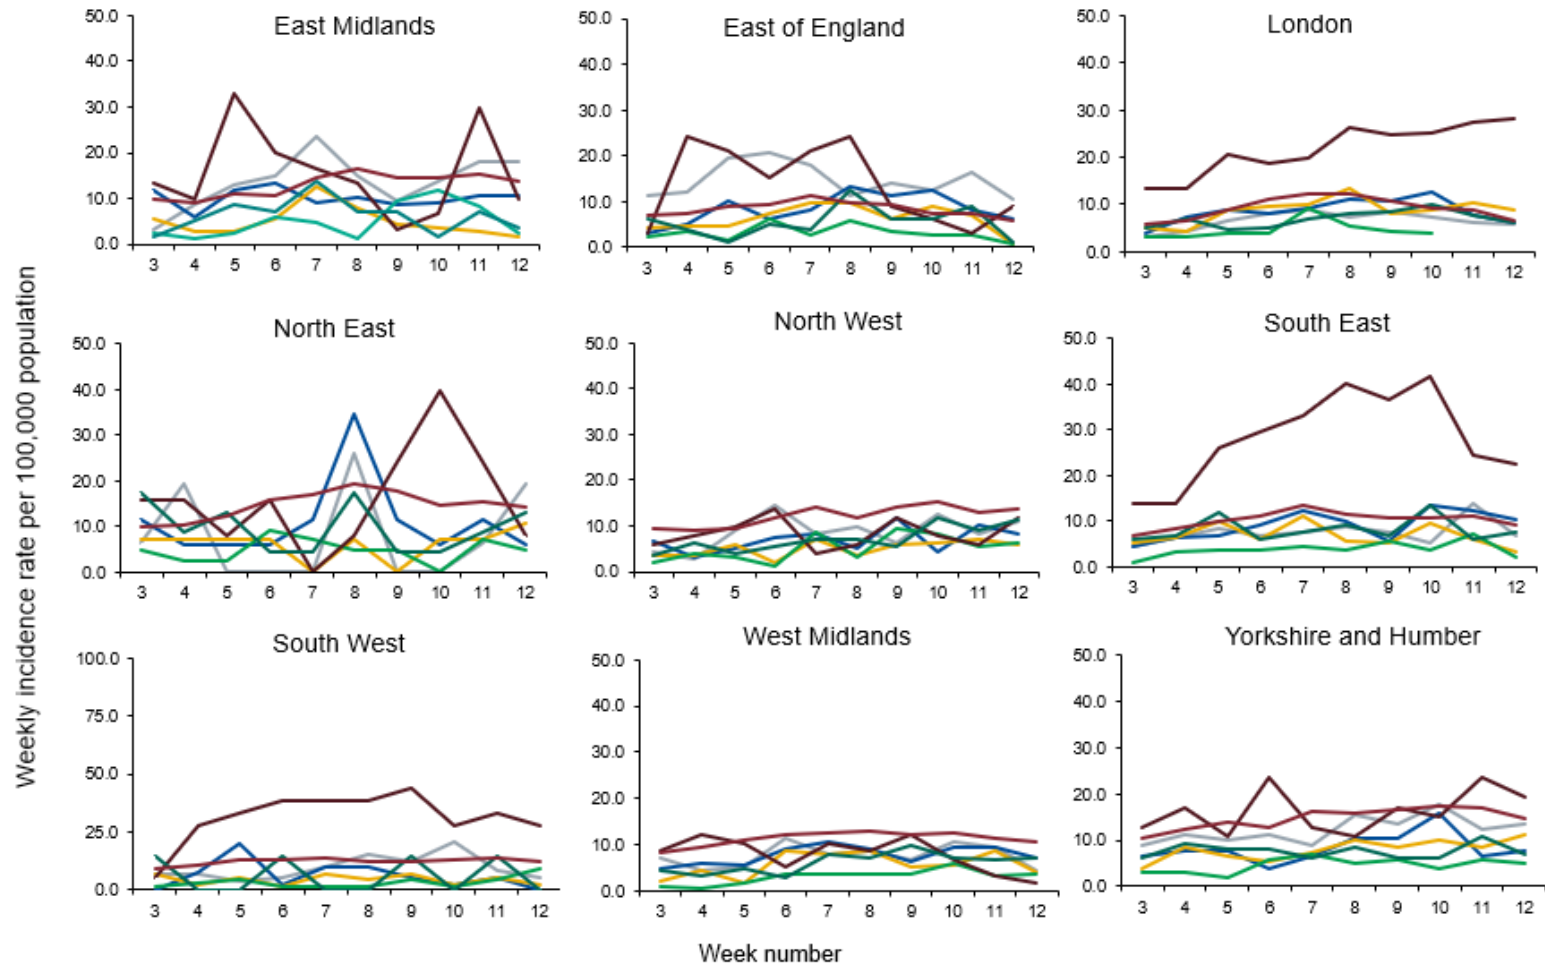 Weekly incidence rate per 100,000 population
East Midlands
50.0
40.0
30.0
20.0
10.0
0.0
3 4 5 6 7 8 9 10 11 12
East of England
50.0
40.0
30.0
20.0
10.0
0.0
3 4 5 6 7 8 9 10 11 12
London
50.0
40.0
30.0
20.0
10.0
0.0
3 4 5 6 7 8 9 10 11 12
North East
50.0
40.0
30.0
20.0
10.0
0.0
3 4 5 6 7 8 9 10 11 12
North West
50.0
40.0
30.0
20.0
10.0
0.0
3 4 5 6 7 8 9 10 11 12
South East
50.0
40.0
30.0
20.0
10.0
0.0
3 4 5 6 7 8 9 10 11 12
South West
100.0
75.0
50.0
25.0
0.0
3 4 5 6 7 8 9 10 11 12
West Midlands
50.0
40.0
30.0
20.0
10.0
0.0
3 4 5 6 7 8 9 10 11 12
Yorkshire and Humber
50.0
40.0
30.0
20.0
10.0
0.0
3 4 5 6 7 8 9 10 11 12
Week number